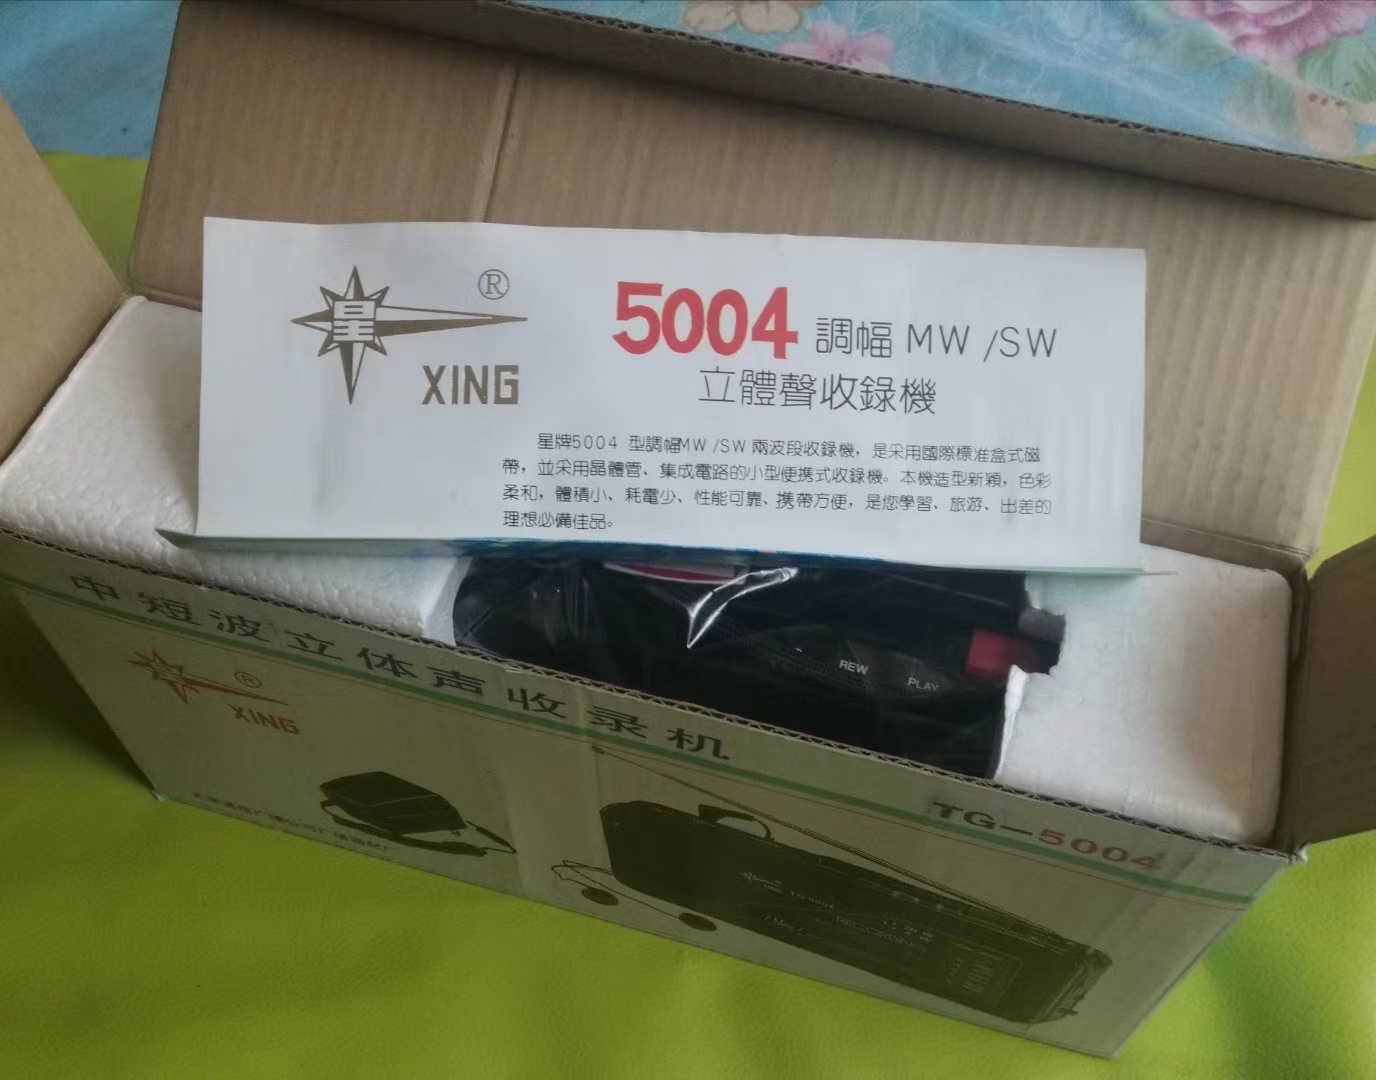 星
®
XING
5004 調幅 MW /SW
立體聲收錄機
星牌5004 型調幅MW /SW 兩波段收錄機，是采用國際標准盒式磁
帶，並采用晶體管、集成電路的小型便携式收錄機。本機造型新穎，色彩
柔和，體積小、耗電少、性能可靠、携帶方便，是您學習、旅游、出差的
理想必備佳品。
REW
PLAY
中短波立体声收录机
®
XING
TG-5004